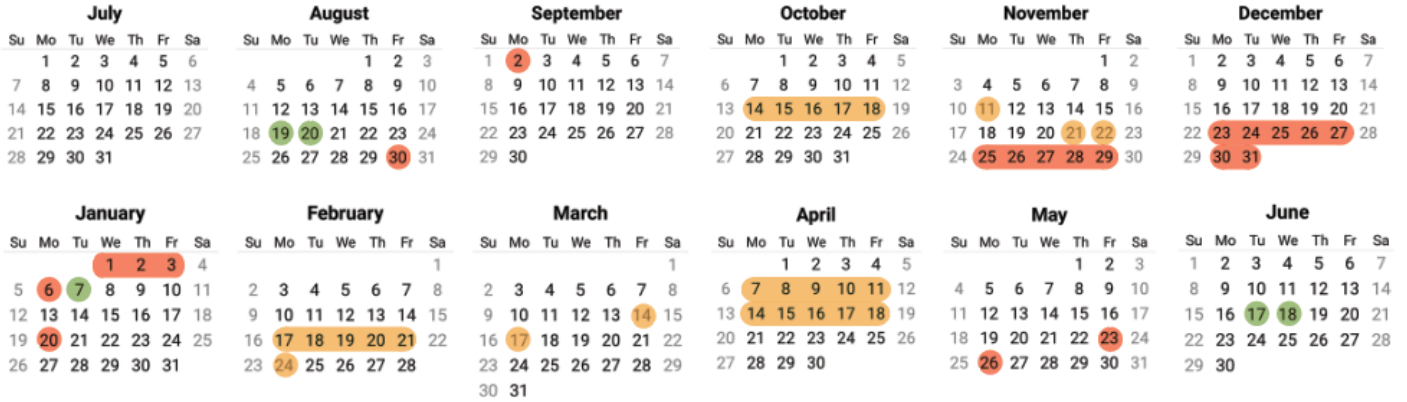 July
Su Mo Tu We Th Fr Sa
1 2 3 4 5 6
7 8 9 10 11 12 13
14 15 16 17 18 19 20
21 22 23 24 25 26 27
28 29 30 31
August
Su Mo Tu We Th Fr Sa
1 2 3
4 5 6 7 8 9 10
11 12 13 14 15 16 17
18 19 20 21 22 23 24
25 26 27 28 29 30 31
September
Su Mo Tu We Th Fr Sa
1 2 3 4 5 6 7
8 9 10 11 12 13 14
15 16 17 18 19 20 21
22 23 24 25 26 27 28
29 30
October
Su Mo Tu We Th Fr Sa
1 2 3 4 5
6 7 8 9 10 11 12
13 14 15 16 17 18 19
20 21 22 23 24 25 26
27 28 29 30 31
November
Su Mo Tu We Th Fr Sa
1 2
3 4 5 6 7 8 9
10 11 12 13 14 15 16
17 18 19 20 21 22 23
24 25 26 27 28 29 30
December
Su Mo Tu We Th Fr Sa
1 2 3 4 5 6 7
8 9 10 11 12 13 14
15 16 17 18 19 20 21
22 23 24 25 26 27 28
29 30 31
January
Su Mo Tu We Th Fr Sa
1 2 3 4
5 6 7 8 9 10 11
12 13 14 15 16 17 18
19 20 21 22 23 24 25
26 27 28 29 30 31
February
Su Mo Tu We Th Fr Sa
1
2 3 4 5 6 7 8
9 10 11 12 13 14 15
16 17 18 19 20 21 22
23 24 25 26 27 28
March
Su Mo Tu We Th Fr Sa
1
2 3 4 5 6 7 8
9 10 11 12 13 14 15
16 17 18 19 20 21 22
23 24 25 26 27 28 29
30 31
April
Su Mo Tu We Th Fr Sa
1 2 3 4 5
6 7 8 9 10 11 12
13 14 15 16 17 18 19
20 21 22 23 24 25 26
27 28 29 30
May
Su Mo Tu We Th Fr Sa
1 2 3
4 5 6 7 8 9 10
11 12 13 14 15 16 17
18 19 20 21 22 23 24
25 26 27 28 29 30 31
June
Su Mo Tu We Th Fr Sa
1 2 3 4 5 6 7
8 9 10 11 12 13 14
15 16 17 18 19 20 21
22 23 24 25 26 27 28
29 30